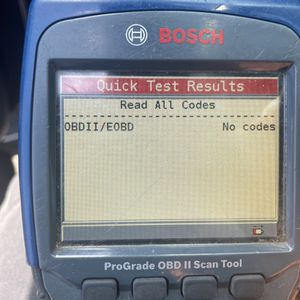 BOSCH
Quick Test Results
Read All Codes
OBDII/EOBD No codes
ProGrade OBD II Scan Tool